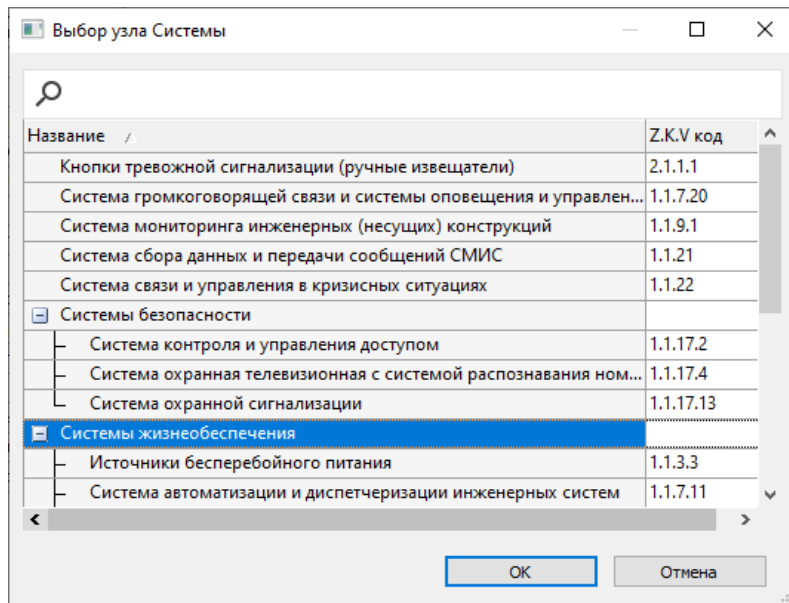 Выбор узла Системы
Название Z.K.V код
Кнопки тревожной сигнализации (ручные извещатели) 2.1.1.1
Система громкоговорящей связи и системы оповещения и управлен... 1.1.7.20
Система мониторинга инженерных (несущих) конструкций 1.1.9.1
Система сбора данных и передачи сообщений СМИС 1.1.21
Система связи и управления в кризисных ситуациях 1.1.22
Системы безопасности
Система контроля и управления доступом 1.1.17.2
Система охранная телевизионная с системой распознавания ном... 1.1.17.4
Система охранной сигнализации 1.1.17.13
Системы жизнеобеспечения
Источники бесперебойного питания 1.1.3.3
Система автоматизации и диспетчеризации инженерных систем 1.1.7.11
OK Отмена